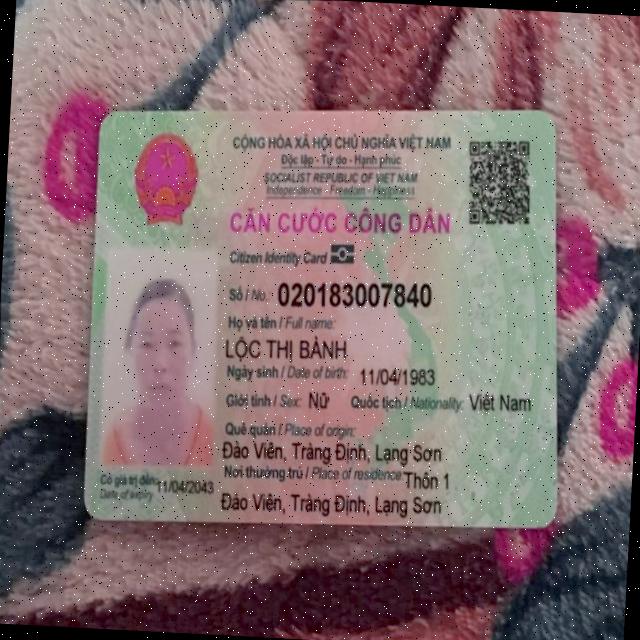 CỘNG HÒA XÃ HỘI CHỦ NGHĨA VIỆT NAM
Độc lập - Tự do - Hạnh phúc
SOCIALIST REPUBLIC OF VIET NAM
Independence - Freedom - Happiness
CĂN CƯỚC CÔNG DÂN
Citizen Identity Card
Số / No.: 020183007840
Họ và tên / Full name:
LỘC THỊ BÀNH
Ngày sinh / Date of birth: 11/04/1983
Giới tính / Sex: Nữ Quốc tịch / Nationality: Việt Nam
Quê quán / Place of origin:
Đào Viên, Tràng Định, Lạng Sơn
Nơi thường trú / Place of residence: Thôn 1
Đào Viên, Tràng Định, Lạng Sơn
Có giá trị đến: 11/04/2043
Date of expiry